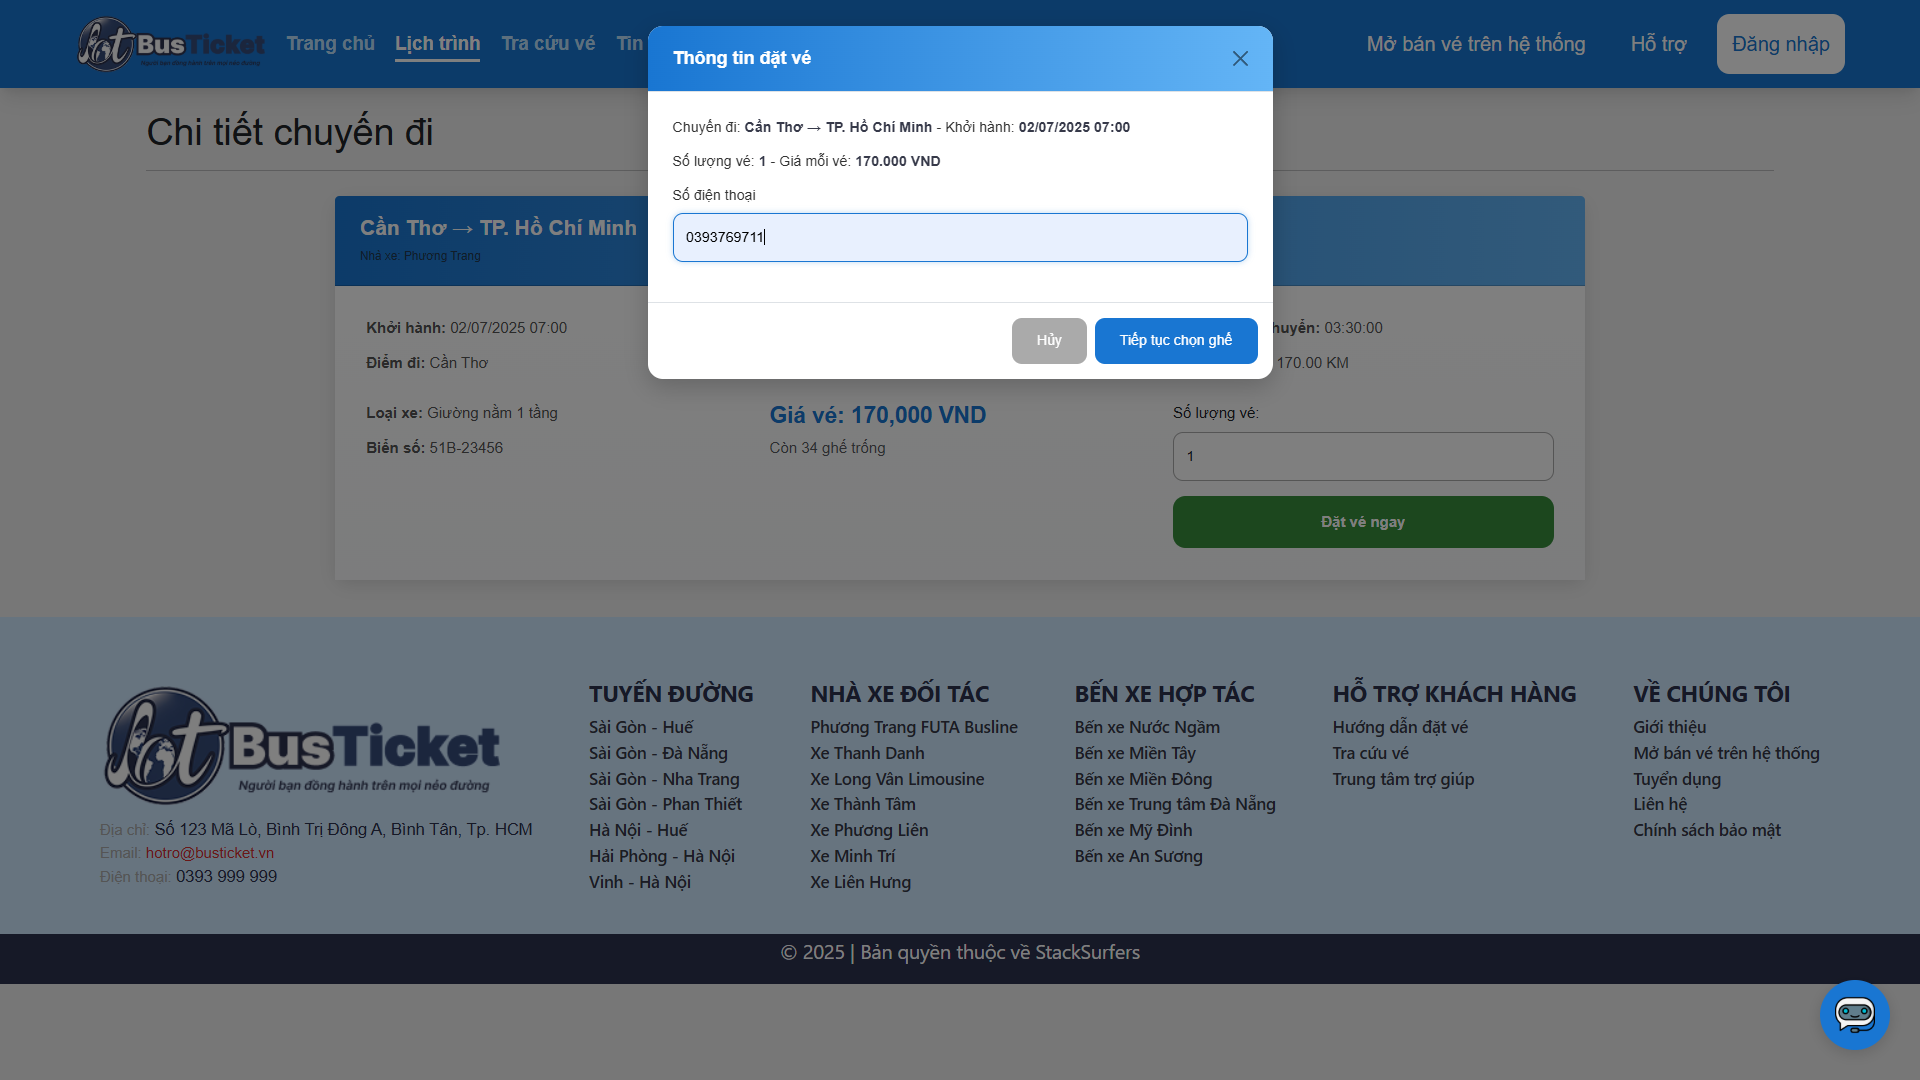 BusTicket
Trang chủ
Lịch trình
Tra cứu vé
Tin
Mở bán vé trên hệ thống
Hỗ trợ
Đăng nhập
Thông tin đặt vé
Chuyến đi: Cần Thơ → TP. Hồ Chí Minh - Khởi hành: 02/07/2025 07:00
Số lượng vé: 1 - Giá mỗi vé: 170.000 VND
Số điện thoại
0393769711
Hủy
Tiếp tục chọn ghế
Chi tiết chuyến đi
Cần Thơ → TP. Hồ Chí Minh
Nhà xe: Phương Trang
Khởi hành: 02/07/2025 07:00
huyển: 03:30:00
Điểm đi: Cần Thơ
170.00 KM
Loại xe: Giường nằm 1 tầng
Giá vé: 170,000 VND
Số lượng vé:
Biển số: 51B-23456
Còn 34 ghế trống
1
Đặt vé ngay
lot BusTicket
Người bạn đồng hành trên mọi nẻo đường
Địa chỉ: Số 123 Mã Lò, Bình Trị Đông A, Bình Tân, Tp. HCM
Email: hotro@busticket.vn
Điện thoại: 0393 999 999
TUYẾN ĐƯỜNG
Sài Gòn - Huế
Sài Gòn - Đà Nẵng
Sài Gòn - Nha Trang
Sài Gòn - Phan Thiết
Hà Nội - Huế
Hải Phòng - Hà Nội
Vinh - Hà Nội
NHÀ XE ĐỐI TÁC
Phương Trang FUTA Busline
Xe Thanh Danh
Xe Long Vân Limousine
Xe Thành Tâm
Xe Phương Liên
Xe Minh Trí
Xe Liên Hưng
BẾN XE HỢP TÁC
Bến xe Nước Ngầm
Bến xe Miền Tây
Bến xe Miền Đông
Bến xe Trung tâm Đà Nẵng
Bến xe Mỹ Đình
Bến xe An Sương
HỖ TRỢ KHÁCH HÀNG
Hướng dẫn đặt vé
Tra cứu vé
Trung tâm trợ giúp
VỀ CHÚNG TÔI
Giới thiệu
Mở bán vé trên hệ thống
Tuyển dụng
Liên hệ
Chính sách bảo mật
© 2025 | Bản quyền thuộc về StackSurfers